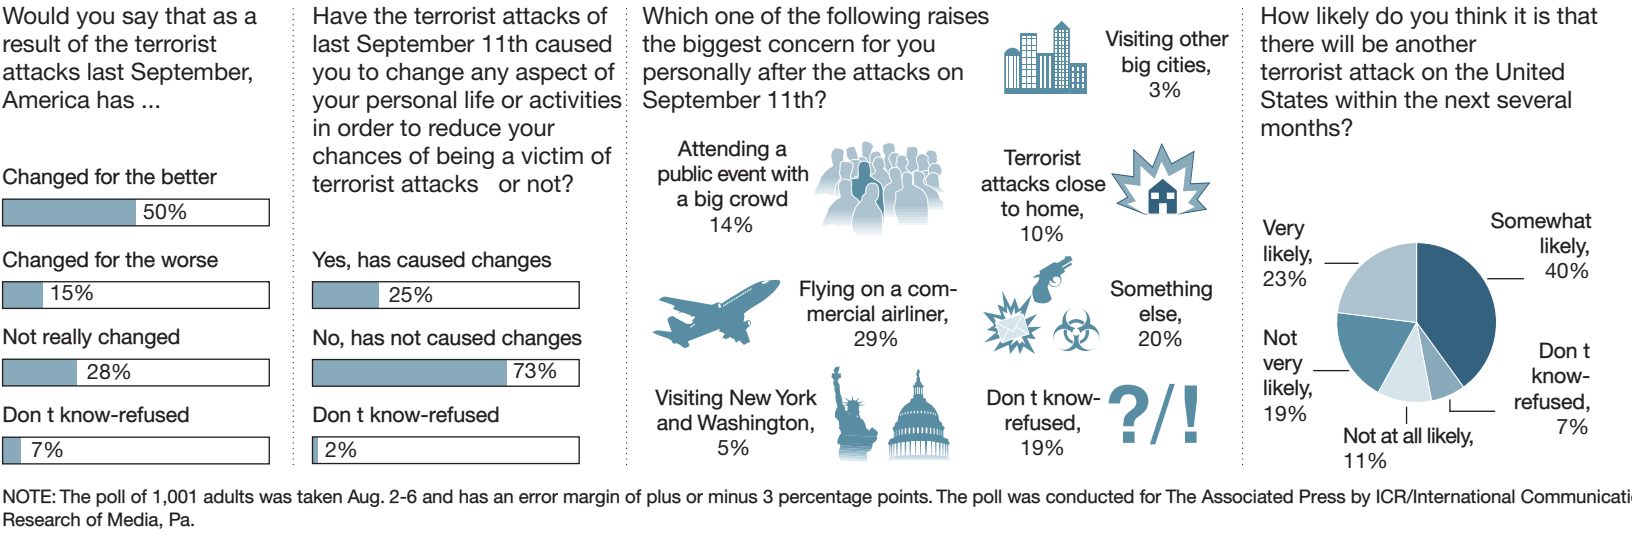 Would you say that as a
result of the terrorist
attacks last September,
America has ...
Changed for the better
50%
Changed for the worse
15%
Not really changed
28%
Don t know-refused
7%
Have the terrorist attacks of
last September 11th caused
you to change any aspect of
your personal life or activities
in order to reduce your
chances of being a victim of
terrorist attacks or not?
Yes, has caused changes
25%
No, has not caused changes
73%
Don t know-refused
2%
Which one of the following raises
the biggest concern for you
personally after the attacks on
September 11th?
Visiting other
big cities,
3%
Attending a
public event with
a big crowd
14%
Terrorist
attacks close
to home,
10%
Flying on a com-
mercial airliner,
29%
Something
else,
20%
Visiting New York
and Washington,
5%
Don t know-
refused,
19%
?/!
How likely do you think it is that
there will be another
terrorist attack on the United
States within the next several
months?
Very
likely,
23%
Somewhat
likely,
40%
Not
very
likely,
19%
Don t
know-
refused,
7%
Not at all likely,
11%
NOTE: The poll of 1,001 adults was taken Aug. 2-6 and has an error margin of plus or minus 3 percentage points. The poll was conducted for The Associated Press by ICR/International Communicati
Research of Media, Pa.